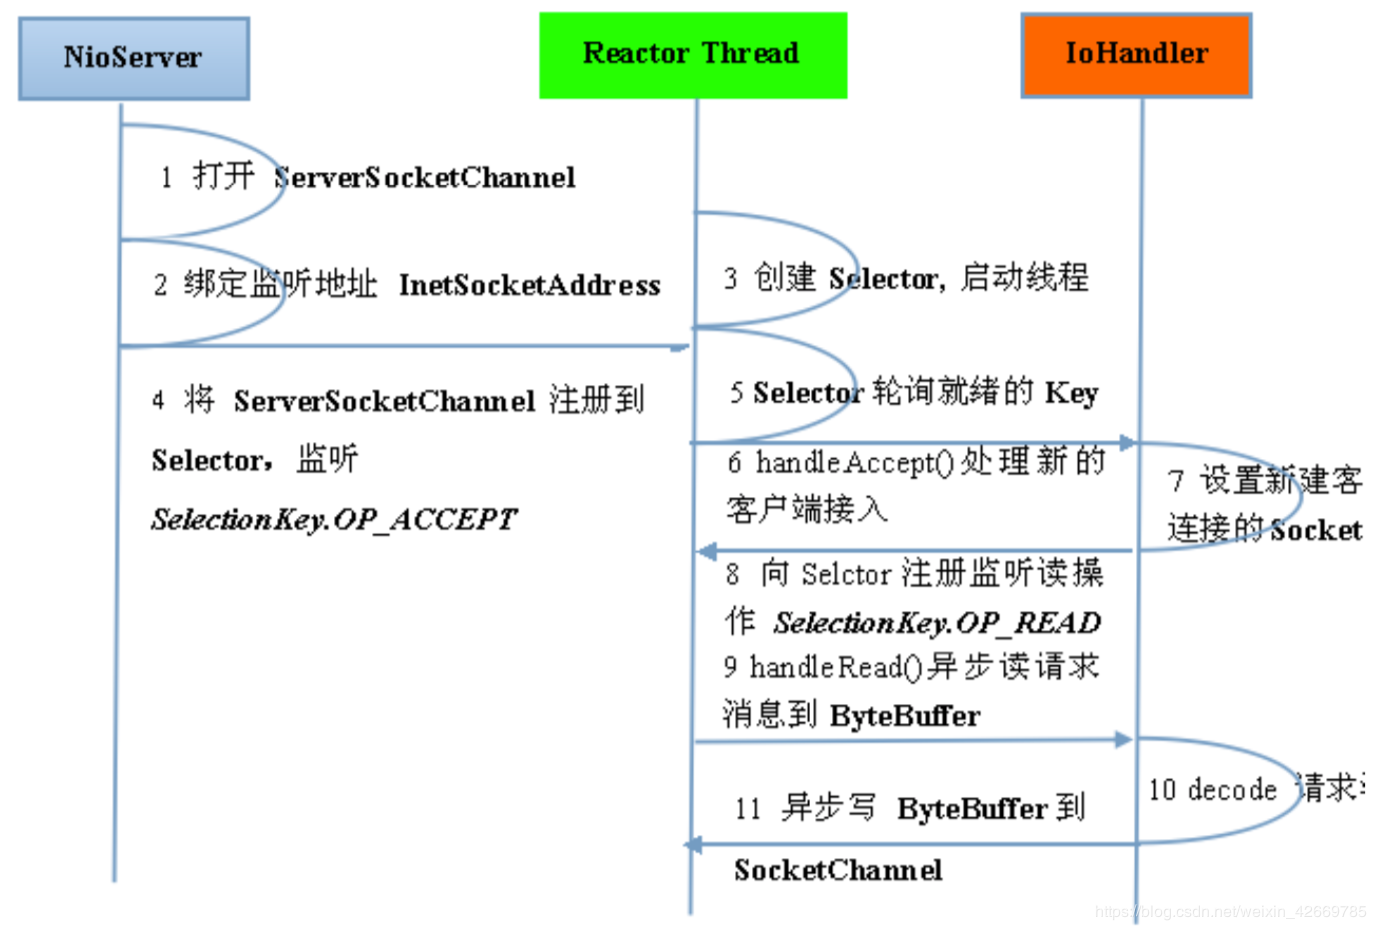 NioServer
Reactor Thread
IoHandler
1 打开 ServerSocketChannel
2 绑定监听地址 InetSocketAddress
3 创建 Selector, 启动线程
4 将 ServerSocketChannel 注册到
Selector，监听
SelectionKey.OP_ACCEPT
5 Selector 轮询就绪的 Key
6 handleAccept()处理新的
客户端接入
7 设置新建客
连接的 Socket
8 向 Selctor 注册监听读操
作 SelectionKey.OP_READ
9 handleRead()异步读请求
消息到 ByteBuffer
10 decode 请求
11 异步写 ByteBuffer 到
SocketChannel
https://blog.csdn.net/weixin_42669785